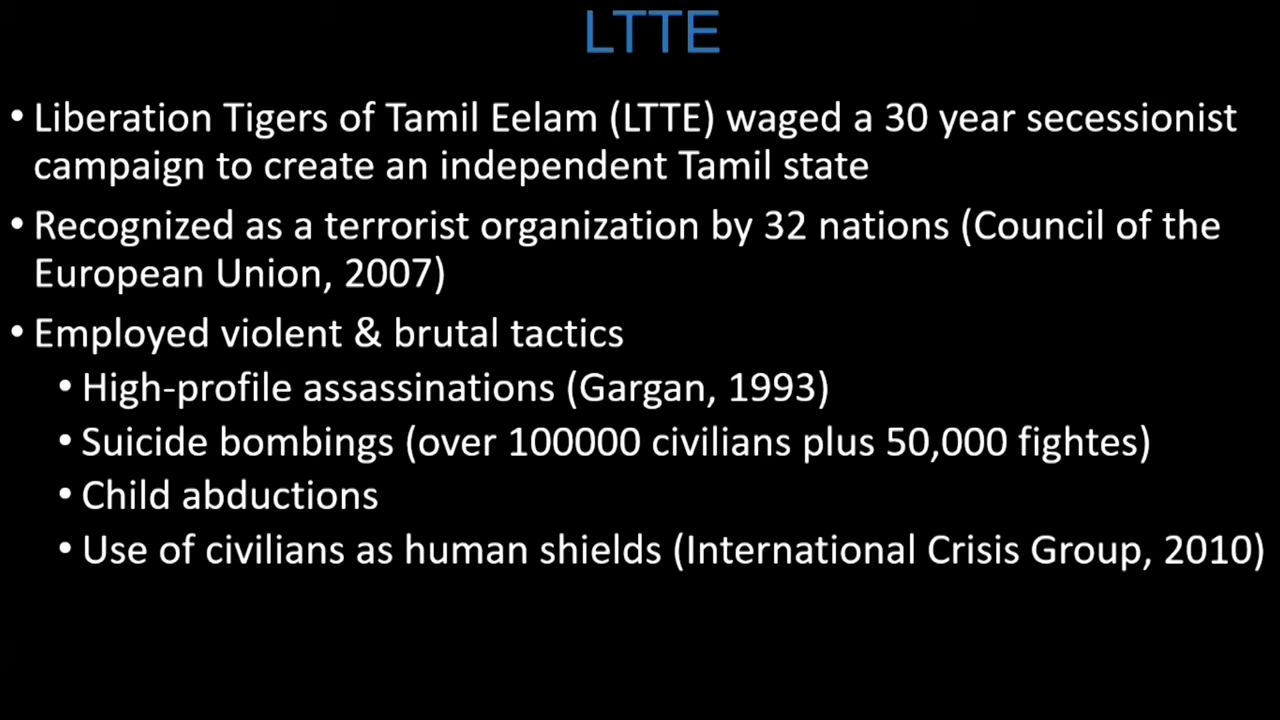 LTTE
• Liberation Tigers of Tamil Eelam (LTTE) waged a 30 year secessionist
campaign to create an independent Tamil state
• Recognized as a terrorist organization by 32 nations (Council of the
European Union, 2007)
• Employed violent & brutal tactics
• High-profile assassinations (Gargan, 1993)
• Suicide bombings (over 100000 civilians plus 50,000 fightes)
• Child abductions
• Use of civilians as human shields (International Crisis Group, 2010)